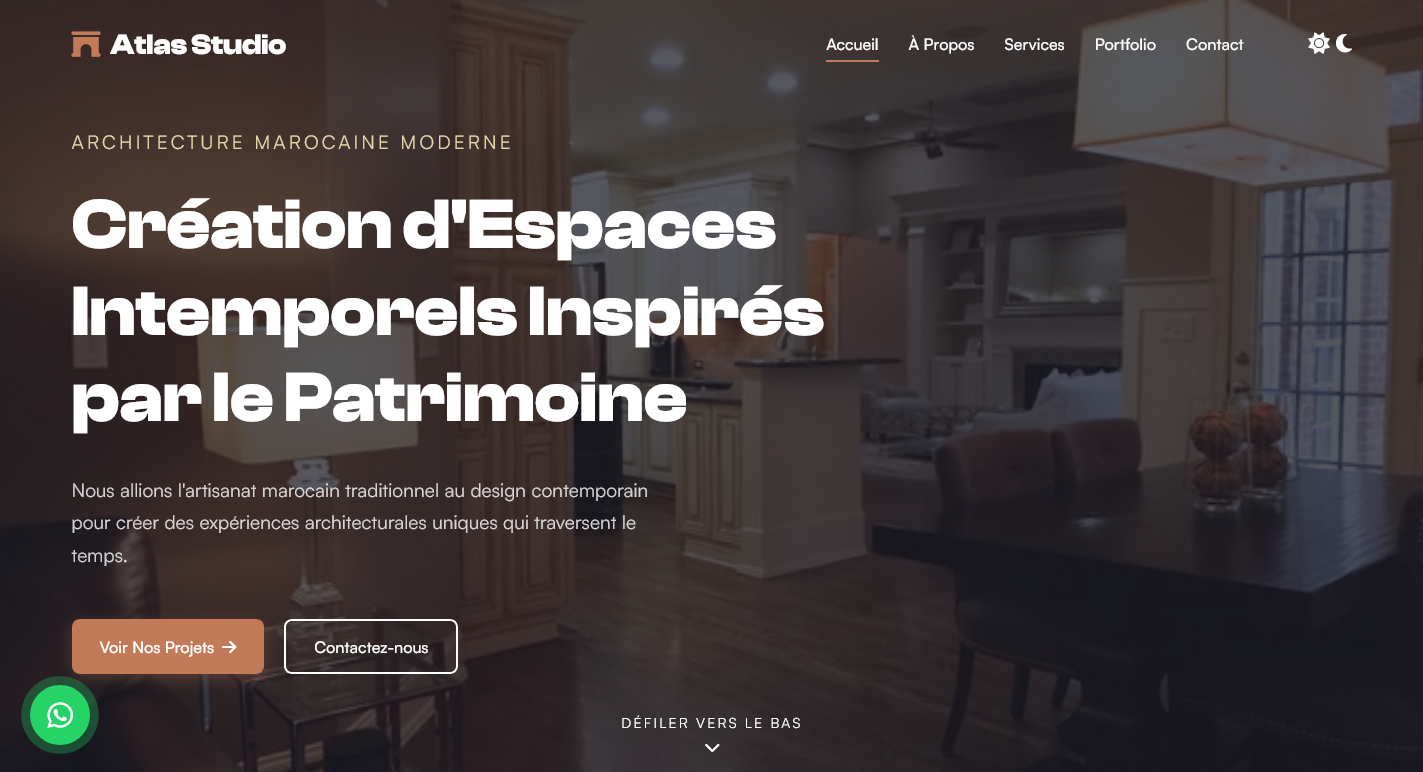 Atlas Studio
Accueil À Propos Services Portfolio Contact
ARCHITECTURE MAROCAINE MODERNE
Création d'Espaces
Intemporels Inspirés
par le Patrimoine
Nous allions l'artisanat marocain traditionnel au design contemporain
pour créer des expériences architecturales uniques qui traversent le
temps.
Voir Nos Projets
Contactez-nous
DÉFILER VERS LE BAS